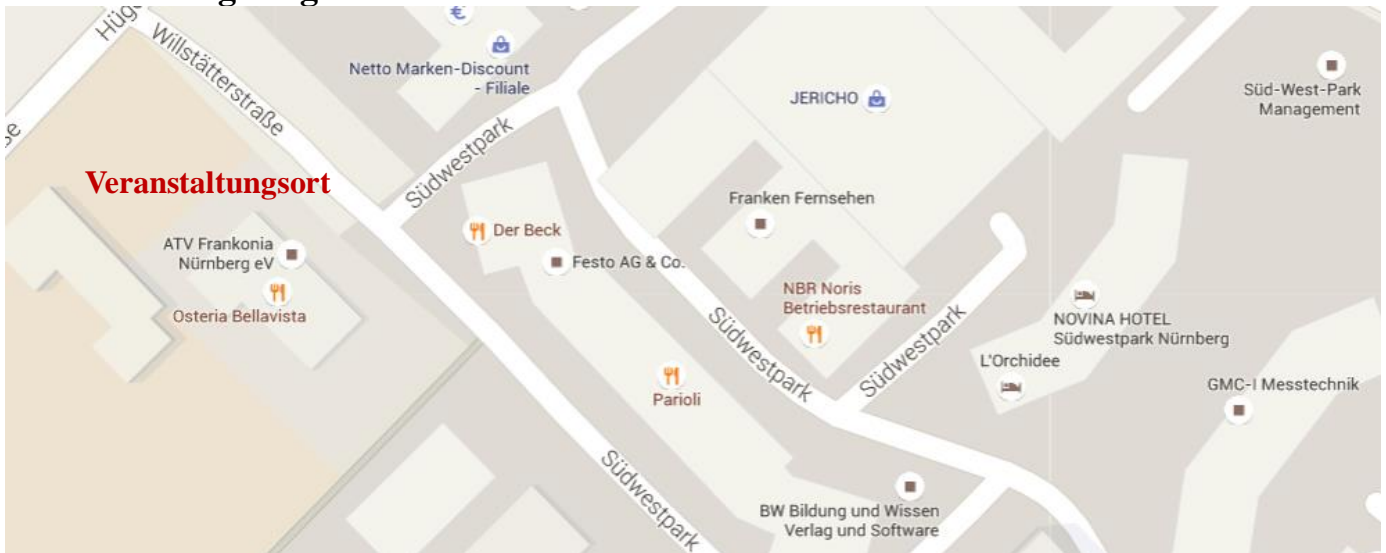 Hüge
Willstätterstraße
€
Netto Marken-Discount
- Filiale
JERICHO
Süd-West-Park
Management
Veranstaltungsort
Südwestpark
Franken Fernsehen
Der Beck
ATV Frankonia
Nürnberg eV
Festo AG & Co.
Osteria Bellavista
NBR Noris
Betriebsrestaurant
Südwestpark
Südwestpark
NOVINA HOTEL
Südwestpark Nürnberg
L'Orchidee
GMC-I Messtechnik
Parioli
Südwestpark
BW Bildung und Wissen
Verlag und Software